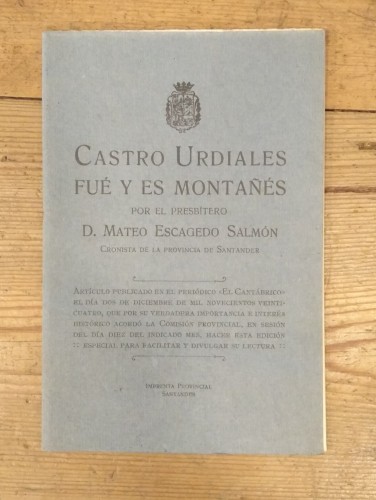 CASTRO URDIALES
FUÉ Y ES MONTAÑÉS
POR EL PRESBÍTERO
D. MATEO ESCAGEDO SALMÓN
CRONISTA DE LA PROVINCIA DE SANTANDER
ARTÍCULO PUBLICADO EN EL PERIÓDICO «EL CANTÁBRICO»
EL DÍA DOS DE DICIEMBRE DE MIL NOVECIENTOS VEINTI-
CUATRO, QUE POR SU VERDADERA IMPORTANCIA E INTERÉS
HISTÓRICO ACORDÓ LA COMISIÓN PROVINCIAL, EN SESIÓN
DEL DÍA DIEZ DEL INDICADO MES, HACER ESTA EDICIÓN
:: ESPECIAL PARA FACILITAR Y DIVULGAR SU LECTURA ::
IMPRENTA PROVINCIAL
SANTANDER